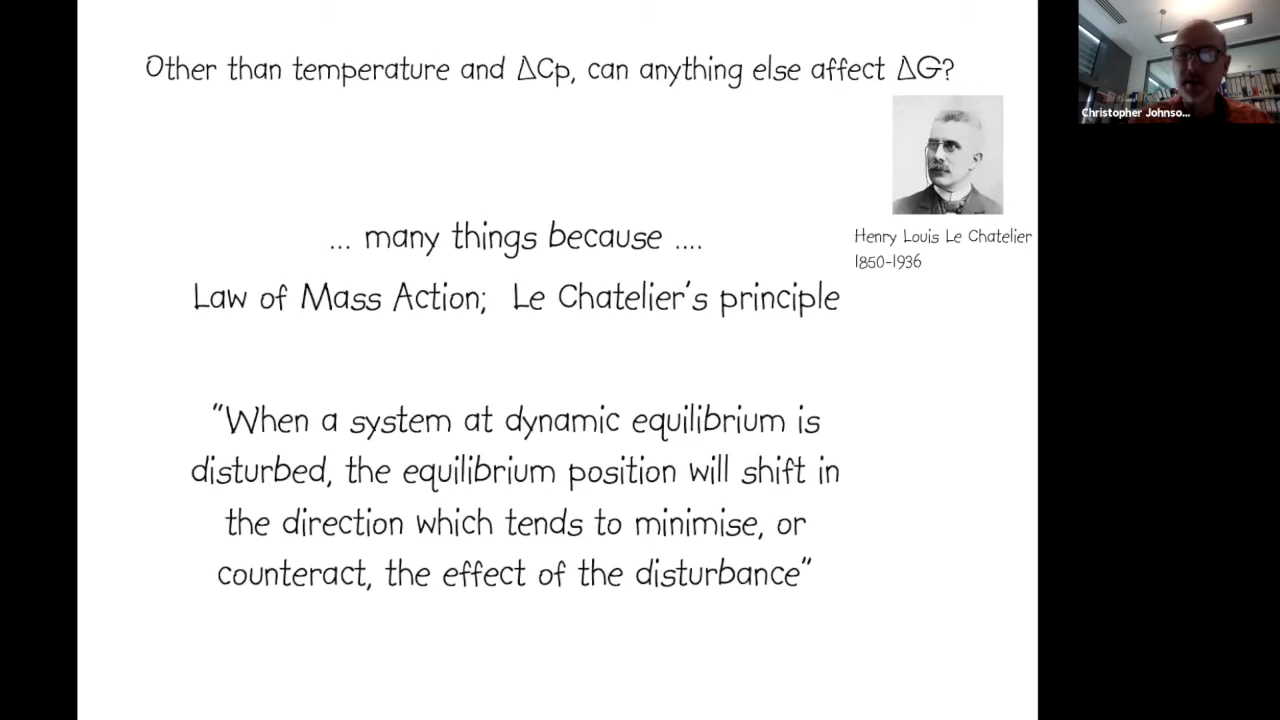 Other than temperature and ΔCp, can anything else affect ΔG?
Christopher Johnso...
... many things because ....
Henry Louis Le Chatelier
1850-1936
Law of Mass Action; Le Chatelier's principle
"When a system at dynamic equilibrium is
disturbed, the equilibrium position will shift in
the direction which tends to minimise, or
counteract, the effect of the disturbance"